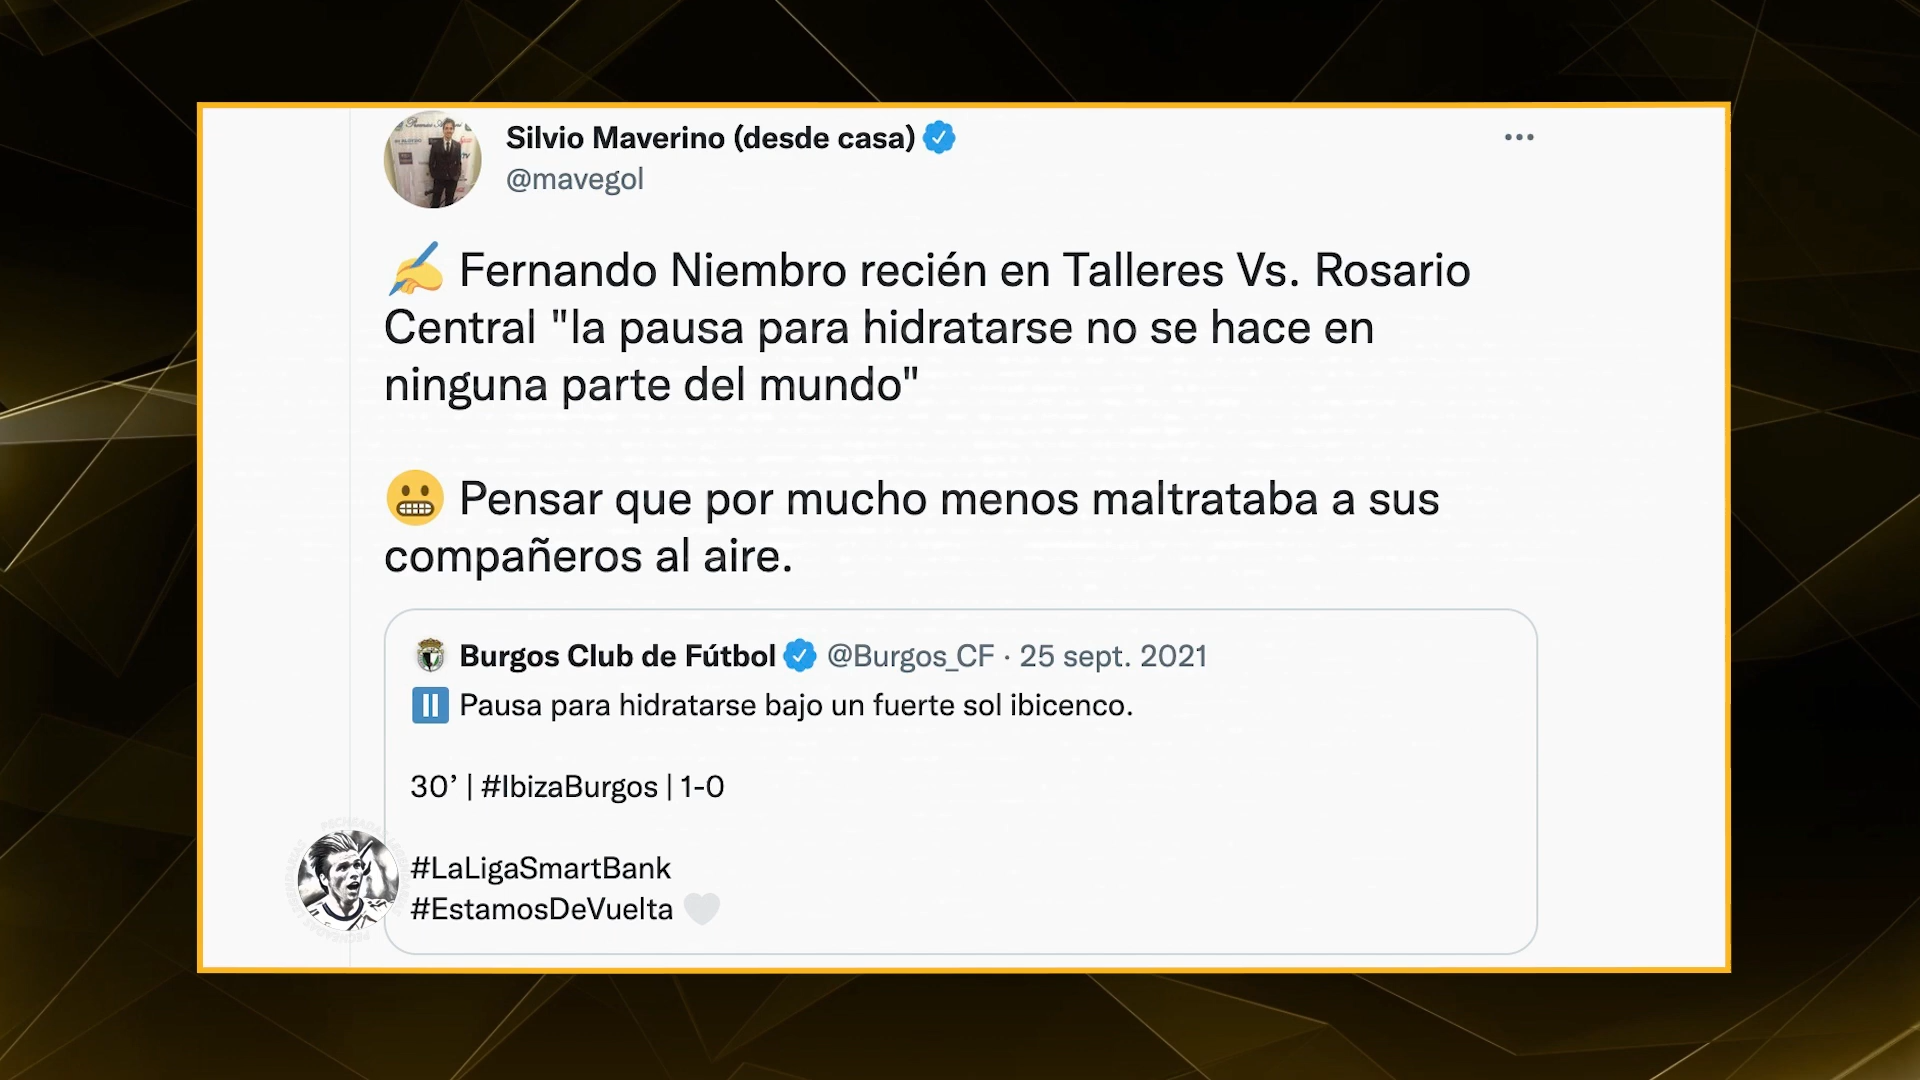 Silvio Maverino (desde casa)
@mavegol
✍️ Fernando Niembro recién en Talleres Vs. Rosario
Central "la pausa para hidratarse no se hace en
ninguna parte del mundo"
😬 Pensar que por mucho menos maltrataba a sus
compañeros al aire.
Burgos Club de Fútbol @Burgos_CF · 25 sept. 2021
⏸️ Pausa para hidratarse bajo un fuerte sol ibicenco.
30’ | #IbizaBurgos | 1-0
#LaLigaSmartBank
#EstamosDeVuelta 🤍